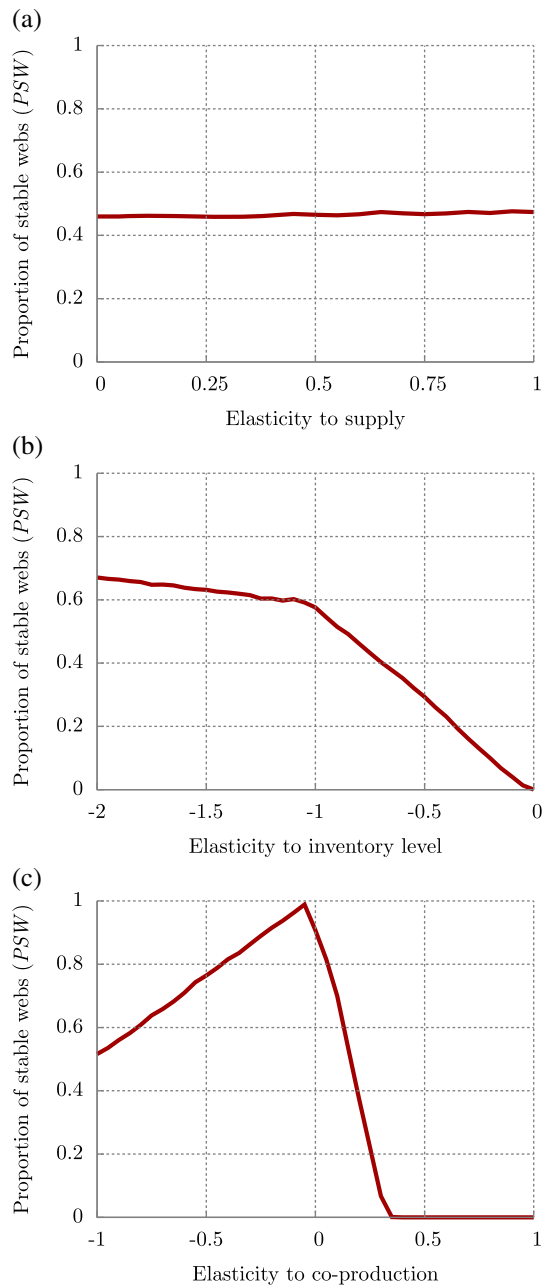 (a)
Proportion of stable webs (PSW)
1
0.8
0.6
0.4
0.2
0
0 0.25 0.5 0.75 1
Elasticity to supply
(b)
Proportion of stable webs (PSW)
1
0.8
0.6
0.4
0.2
0
-2 -1.5 -1 -0.5 0
Elasticity to inventory level
(c)
Proportion of stable webs (PSW)
1
0.8
0.6
0.4
0.2
0
-1 -0.5 0 0.5 1
Elasticity to co-production